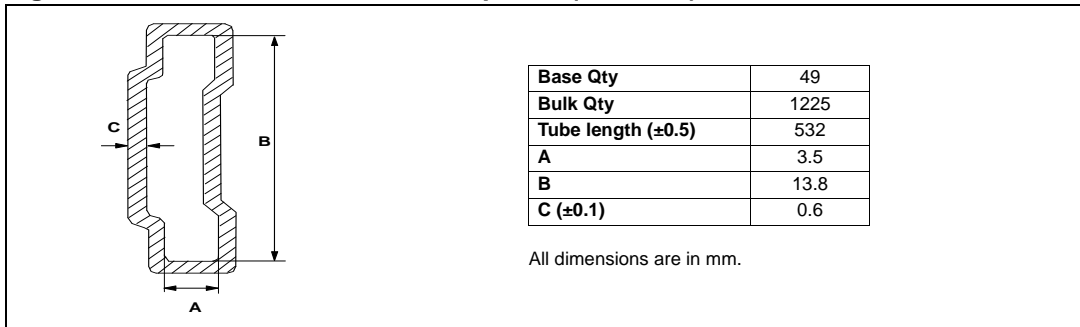 C
B
A
Base Qty 49
Bulk Qty 1225
Tube length (±0.5) 532
A 3.5
B 13.8
C (±0.1) 0.6
All dimensions are in mm.